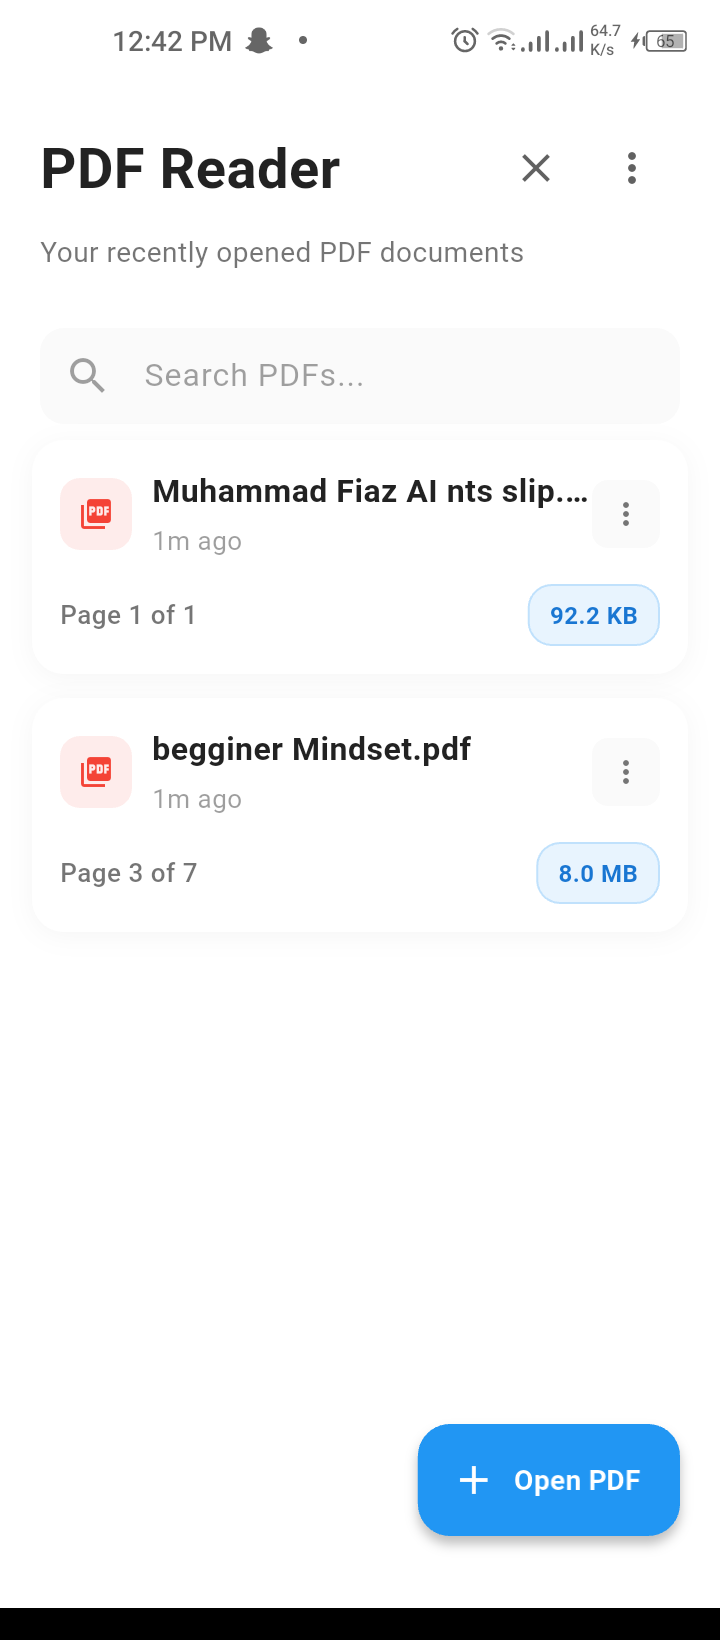 12:42 PM
64.7
K/s
65
PDF Reader
Your recently opened PDF documents
Search PDFs...
PDF
Muhammad Fiaz AI nts slip.…
1m ago
Page 1 of 1
92.2 KB
PDF
begginer Mindset.pdf
1m ago
Page 3 of 7
8.0 MB
Open PDF